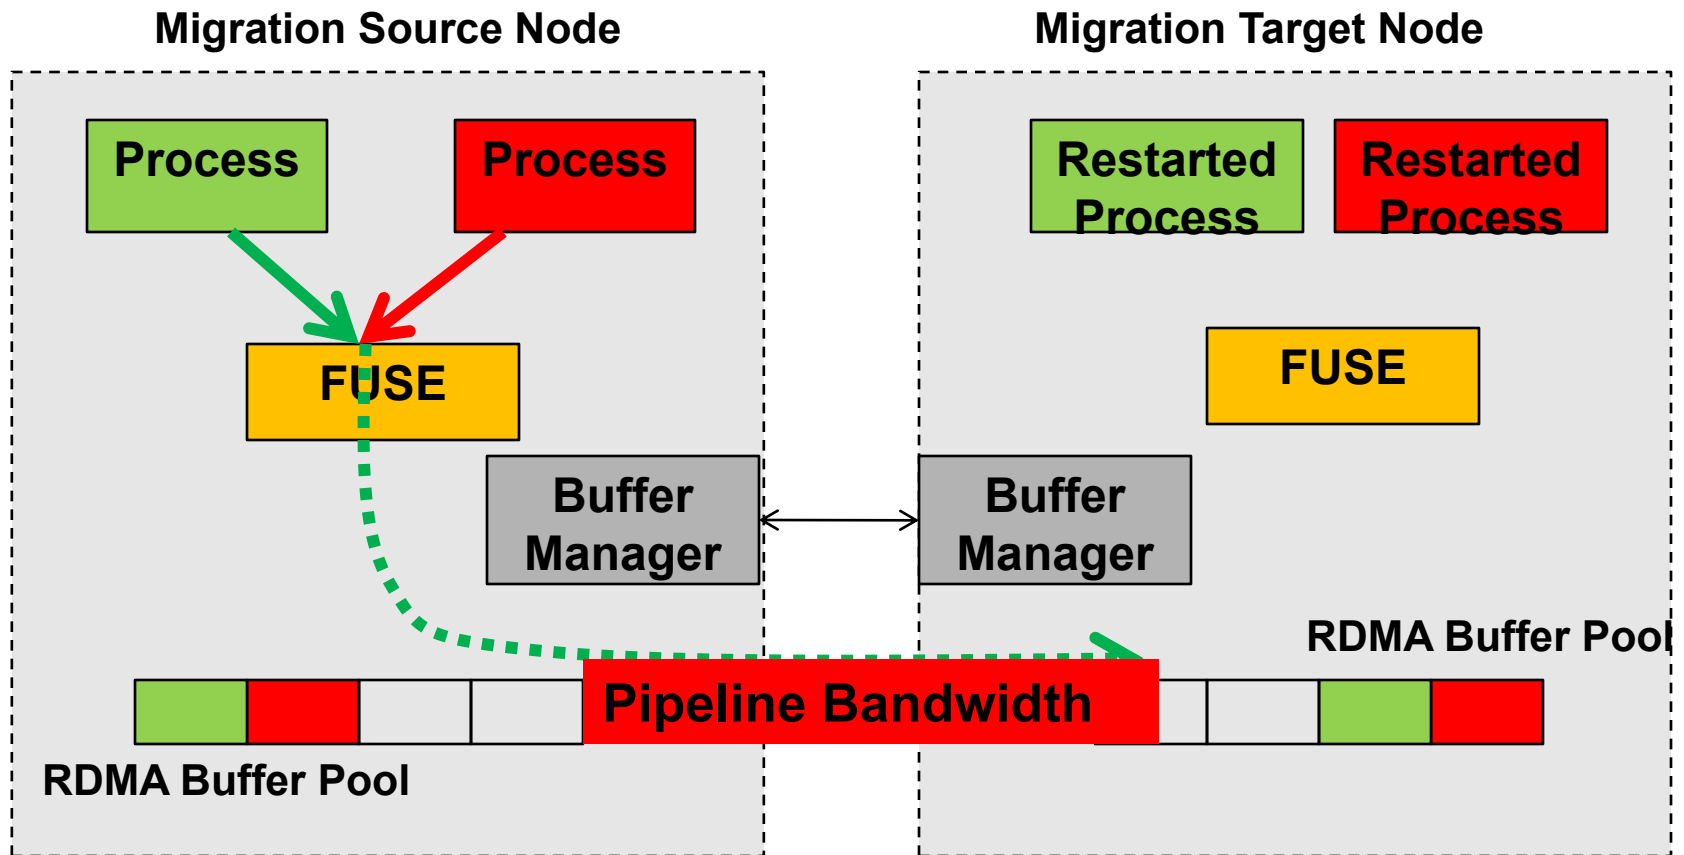 Migration Source Node
Migration Target Node
Process
Process
Restarted
Process
Restarted
Process
FUSE
FUSE
Buffer
Manager
Buffer
Manager
RDMA Buffer Pool
Pipeline Bandwidth
RDMA Buffer Pool